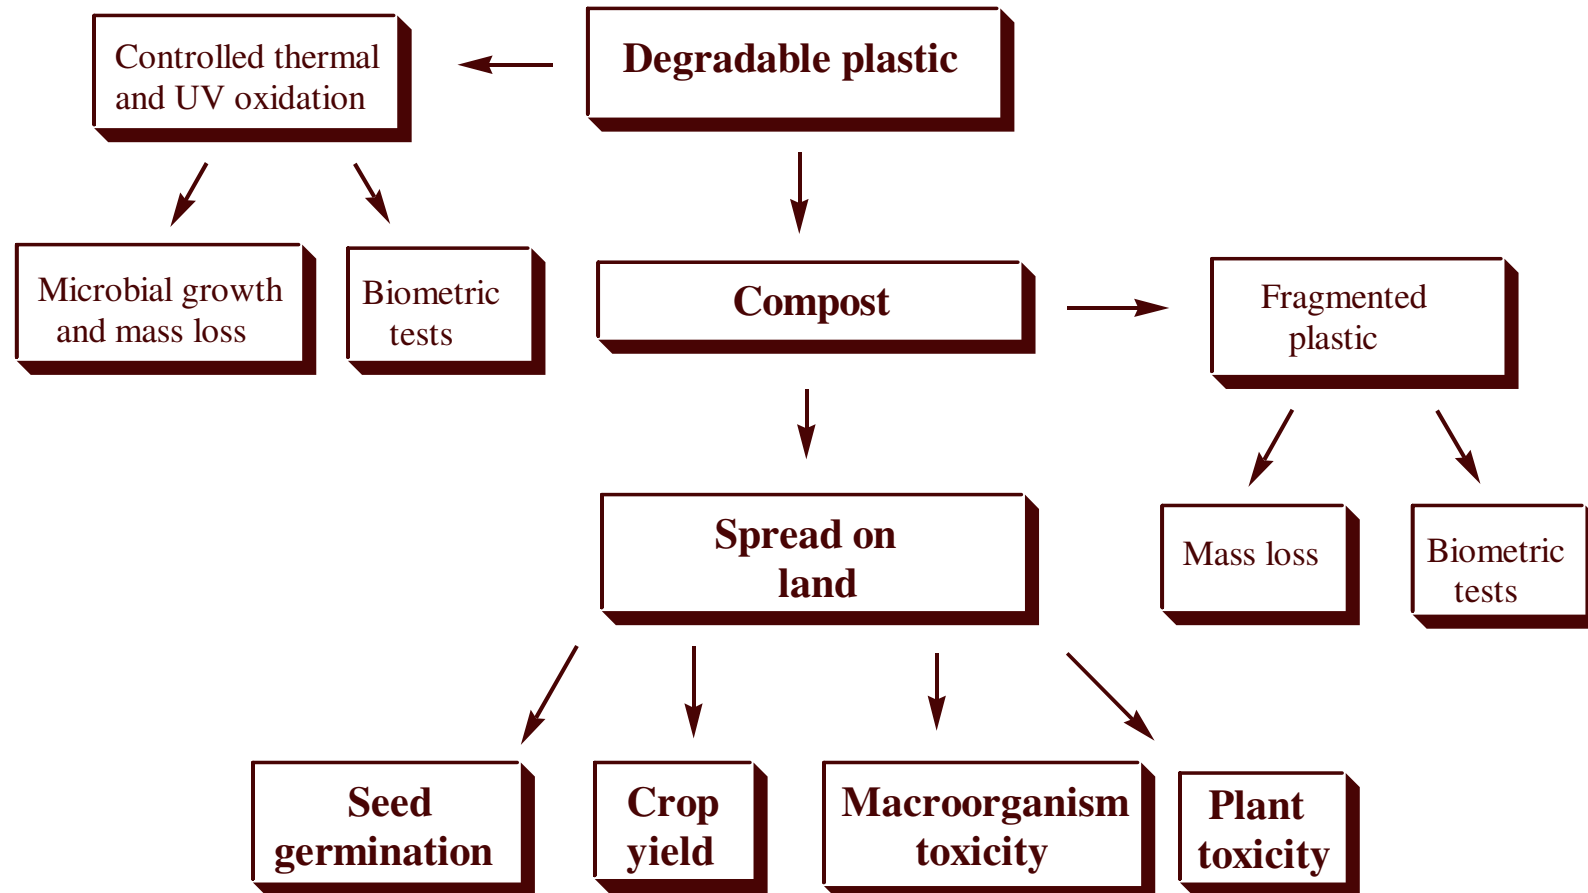 Controlled thermal
and UV oxidation
Degradable plastic
Microbial growth
and mass loss
Biometric
tests
Compost
Fragmented
plastic
Spread on
land
Mass loss
Biometric
tests
Seed
germination
Crop
yield
Macroorganism
toxicity
Plant
toxicity